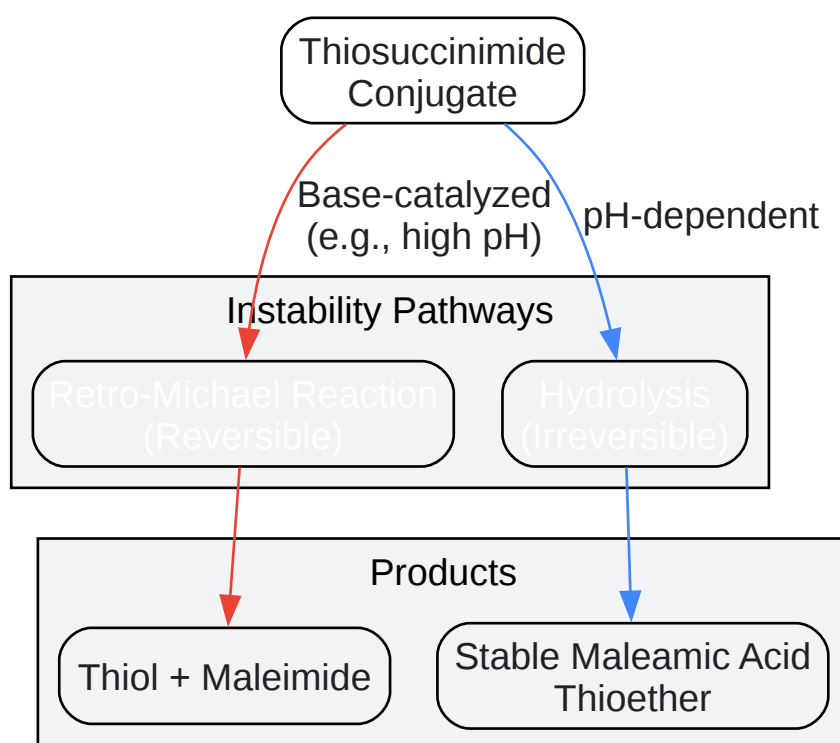 Thiosuccinimide
Conjugate
Base-catalyzed
(e.g., high pH)
pH-dependent
Instability Pathways
Retro-Michael Reaction
(Reversible)
Hydrolysis
(Irreversible)
Products
Thiol + Maleimide
Stable Maleamic Acid
Thioether